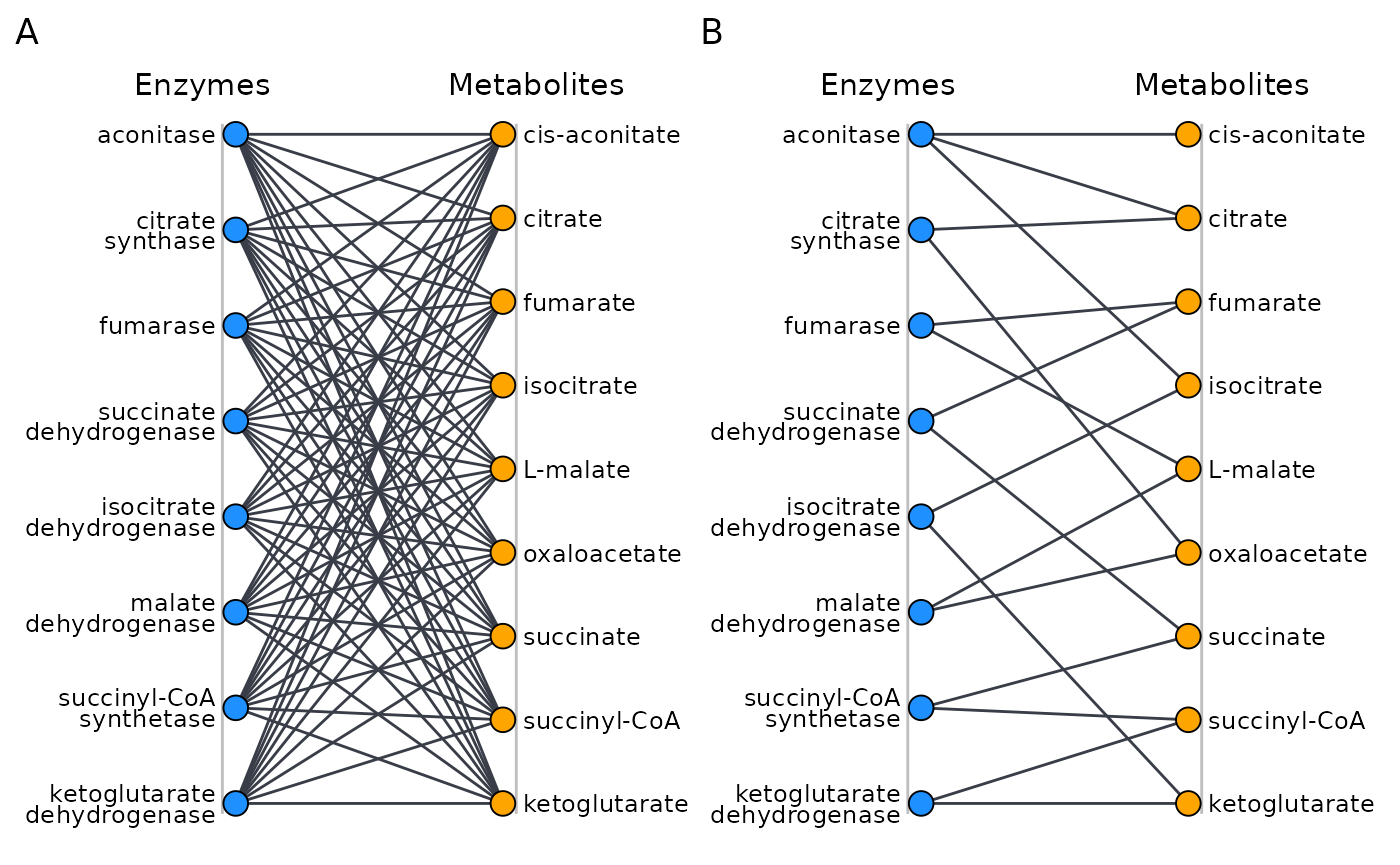 A
Enzymes
Metabolites
aconitase
citrate
synthase
fumarase
succinate
dehydrogenase
isocitrate
dehydrogenase
malate
dehydrogenase
succinyl-CoA
synthetase
ketoglutarate
dehydrogenase
cis-aconitate
citrate
fumarate
isocitrate
L-malate
oxaloacetate
succinate
succinyl-CoA
ketoglutarate
B
Enzymes
Metabolites
aconitase
citrate
synthase
fumarase
succinate
dehydrogenase
isocitrate
dehydrogenase
malate
dehydrogenase
succinyl-CoA
synthetase
ketoglutarate
dehydrogenase
cis-aconitate
citrate
fumarate
isocitrate
L-malate
oxaloacetate
succinate
succinyl-CoA
ketoglutarate